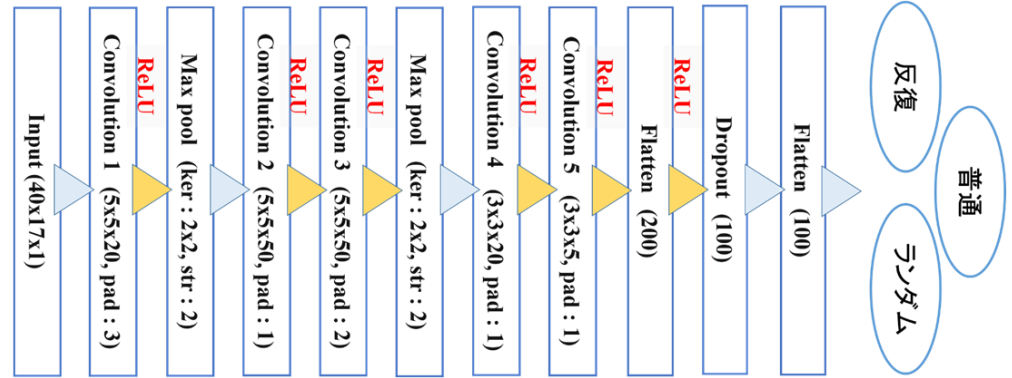 Input (40x17x1)
Convolution 1 (5x5x20, pad : 3)
ReLU
Max pool (ker : 2x2, str : 2)
Convolution 2 (5x5x50, pad : 1)
ReLU
Convolution 3 (5x5x50, pad : 2)
ReLU
Max pool (ker : 2x2, str : 2)
Convolution 4 (3x3x20, pad : 1)
ReLU
Convolution 5 (3x3x5, pad : 1)
ReLU
Flatten (200)
ReLU
Dropout (100)
Flatten (100)
反復
普通
ランダム